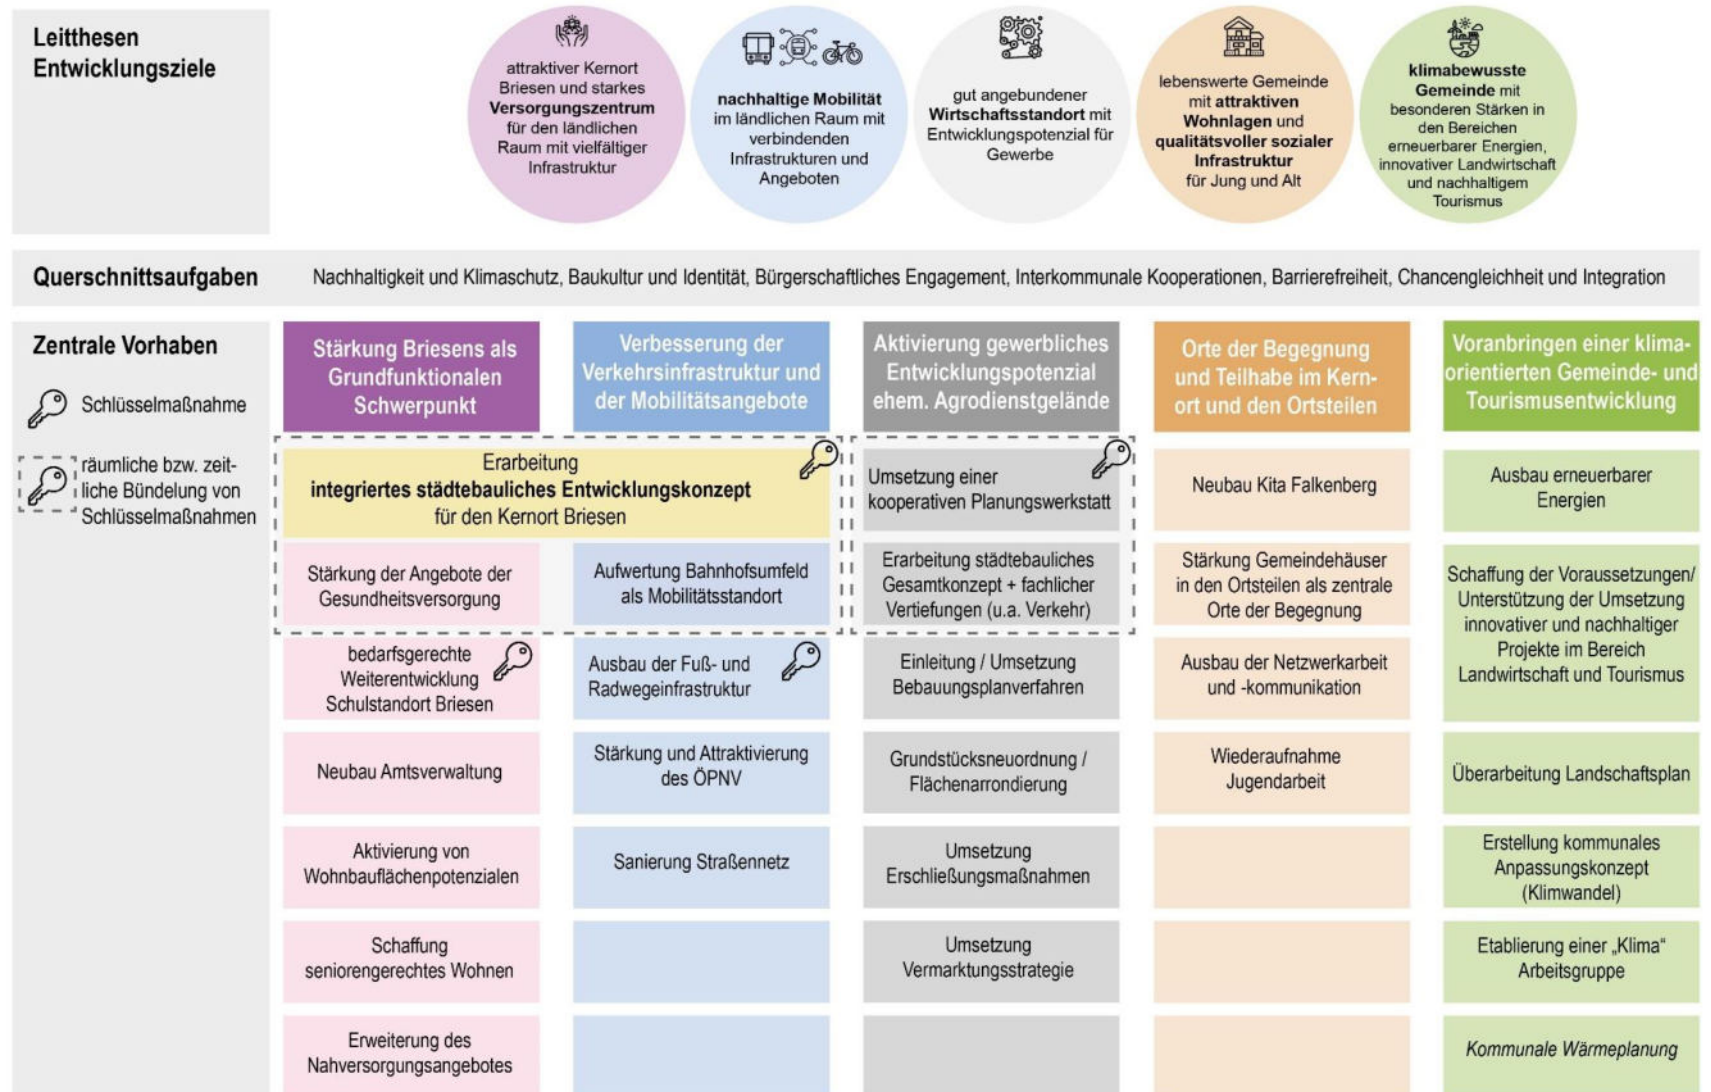 Leitthesen
Entwicklungsziele
attraktiver Kernort
Briesen und starkes
Versorgungszentrum
für den ländlichen
Raum mit vielfältiger
Infrastruktur
nachhaltige Mobilität
im ländlichen Raum mit
verbindenden
Infrastrukturen und
Angeboten
gut angebundener
Wirtschaftsstandort mit
Entwicklungspotenzial für
Gewerbe
lebenswerte Gemeinde
mit attraktiven
Wohnlagen und
qualitätsvoller sozialer
Infrastruktur
für Jung und Alt
klimabewusste
Gemeinde mit
besonderen Stärken in
den Bereichen
erneuerbarer Energien,
innovativer Landwirtschaft
und nachhaltigem
Tourismus
Querschnittsaufgaben
Nachhaltigkeit und Klimaschutz, Baukultur und Identität, Bürgerschaftliches Engagement, Interkommunale Kooperationen, Barrierefreiheit, Chancengleichheit und Integration
Zentrale Vorhaben
Schlüsselmaßnahme
räumliche bzw. zeit-
liche Bündelung von
Schlüsselmaßnahmen
Stärkung Briesens als
Grundfunktionalen
Schwerpunkt
Verbesserung der
Verkehrsinfrastruktur und
der Mobilitätsangebote
Aktivierung gewerbliches
Entwicklungspotenzial
ehem. Agrodienstgelände
Orte der Begegnung
und Teilhabe im Kern-
ort und den Ortsteilen
Voranbringen einer klima-
orientierten Gemeinde- und
Tourismusentwicklung
Erarbeitung
integriertes städtebauliches Entwicklungskonzept
für den Kernort Briesen
Umsetzung einer
kooperativen Planungswerkstatt
Neubau Kita Falkenberg
Ausbau erneuerbarer
Energien
Stärkung der Angebote der
Gesundheitsversorgung
Aufwertung Bahnhofsumfeld
als Mobilitätsstandort
Erarbeitung städtebauliches
Gesamtkonzept + fachlicher
Vertiefungen (u.a. Verkehr)
Stärkung Gemeindehäuser
in den Ortsteilen als zentrale
Orte der Begegnung
Schaffung der Voraussetzungen/
Unterstützung der Umsetzung
innovativer und nachhaltiger
Projekte im Bereich
Landwirtschaft und Tourismus
bedarfsgerechte
Weiterentwicklung
Schulstandort Briesen
Ausbau der Fuß- und
Radwegeinfrastruktur
Einleitung / Umsetzung
Bebauungsplanverfahren
Ausbau der Netzwerkarbeit
und -kommunikation
Neubau Amtsverwaltung
Stärkung und Attraktivierung
des ÖPNV
Grundstücksneuordnung /
Flächenarrondierung
Wiederaufnahme
Jugendarbeit
Überarbeitung Landschaftsplan
Aktivierung von
Wohnbauflächenpotenzialen
Sanierung Straßennetz
Umsetzung
Erschließungsmaßnahmen
Erstellung kommunales
Anpassungskonzept
(Klimwandel)
Schaffung
seniorengerechtes Wohnen
Umsetzung
Vermarktungsstrategie
Etablierung einer „Klima“
Arbeitsgruppe
Erweiterung des
Nahversorgungsangebotes
Kommunale Wärmeplanung